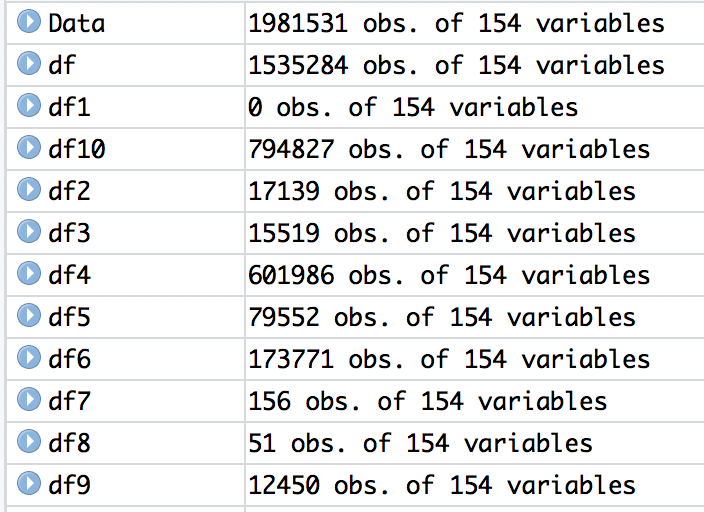 Data 1981531 obs. of 154 variables
df 1535284 obs. of 154 variables
df1 0 obs. of 154 variables
df10 794827 obs. of 154 variables
df2 17139 obs. of 154 variables
df3 15519 obs. of 154 variables
df4 601986 obs. of 154 variables
df5 79552 obs. of 154 variables
df6 173771 obs. of 154 variables
df7 156 obs. of 154 variables
df8 51 obs. of 154 variables
df9 12450 obs. of 154 variables